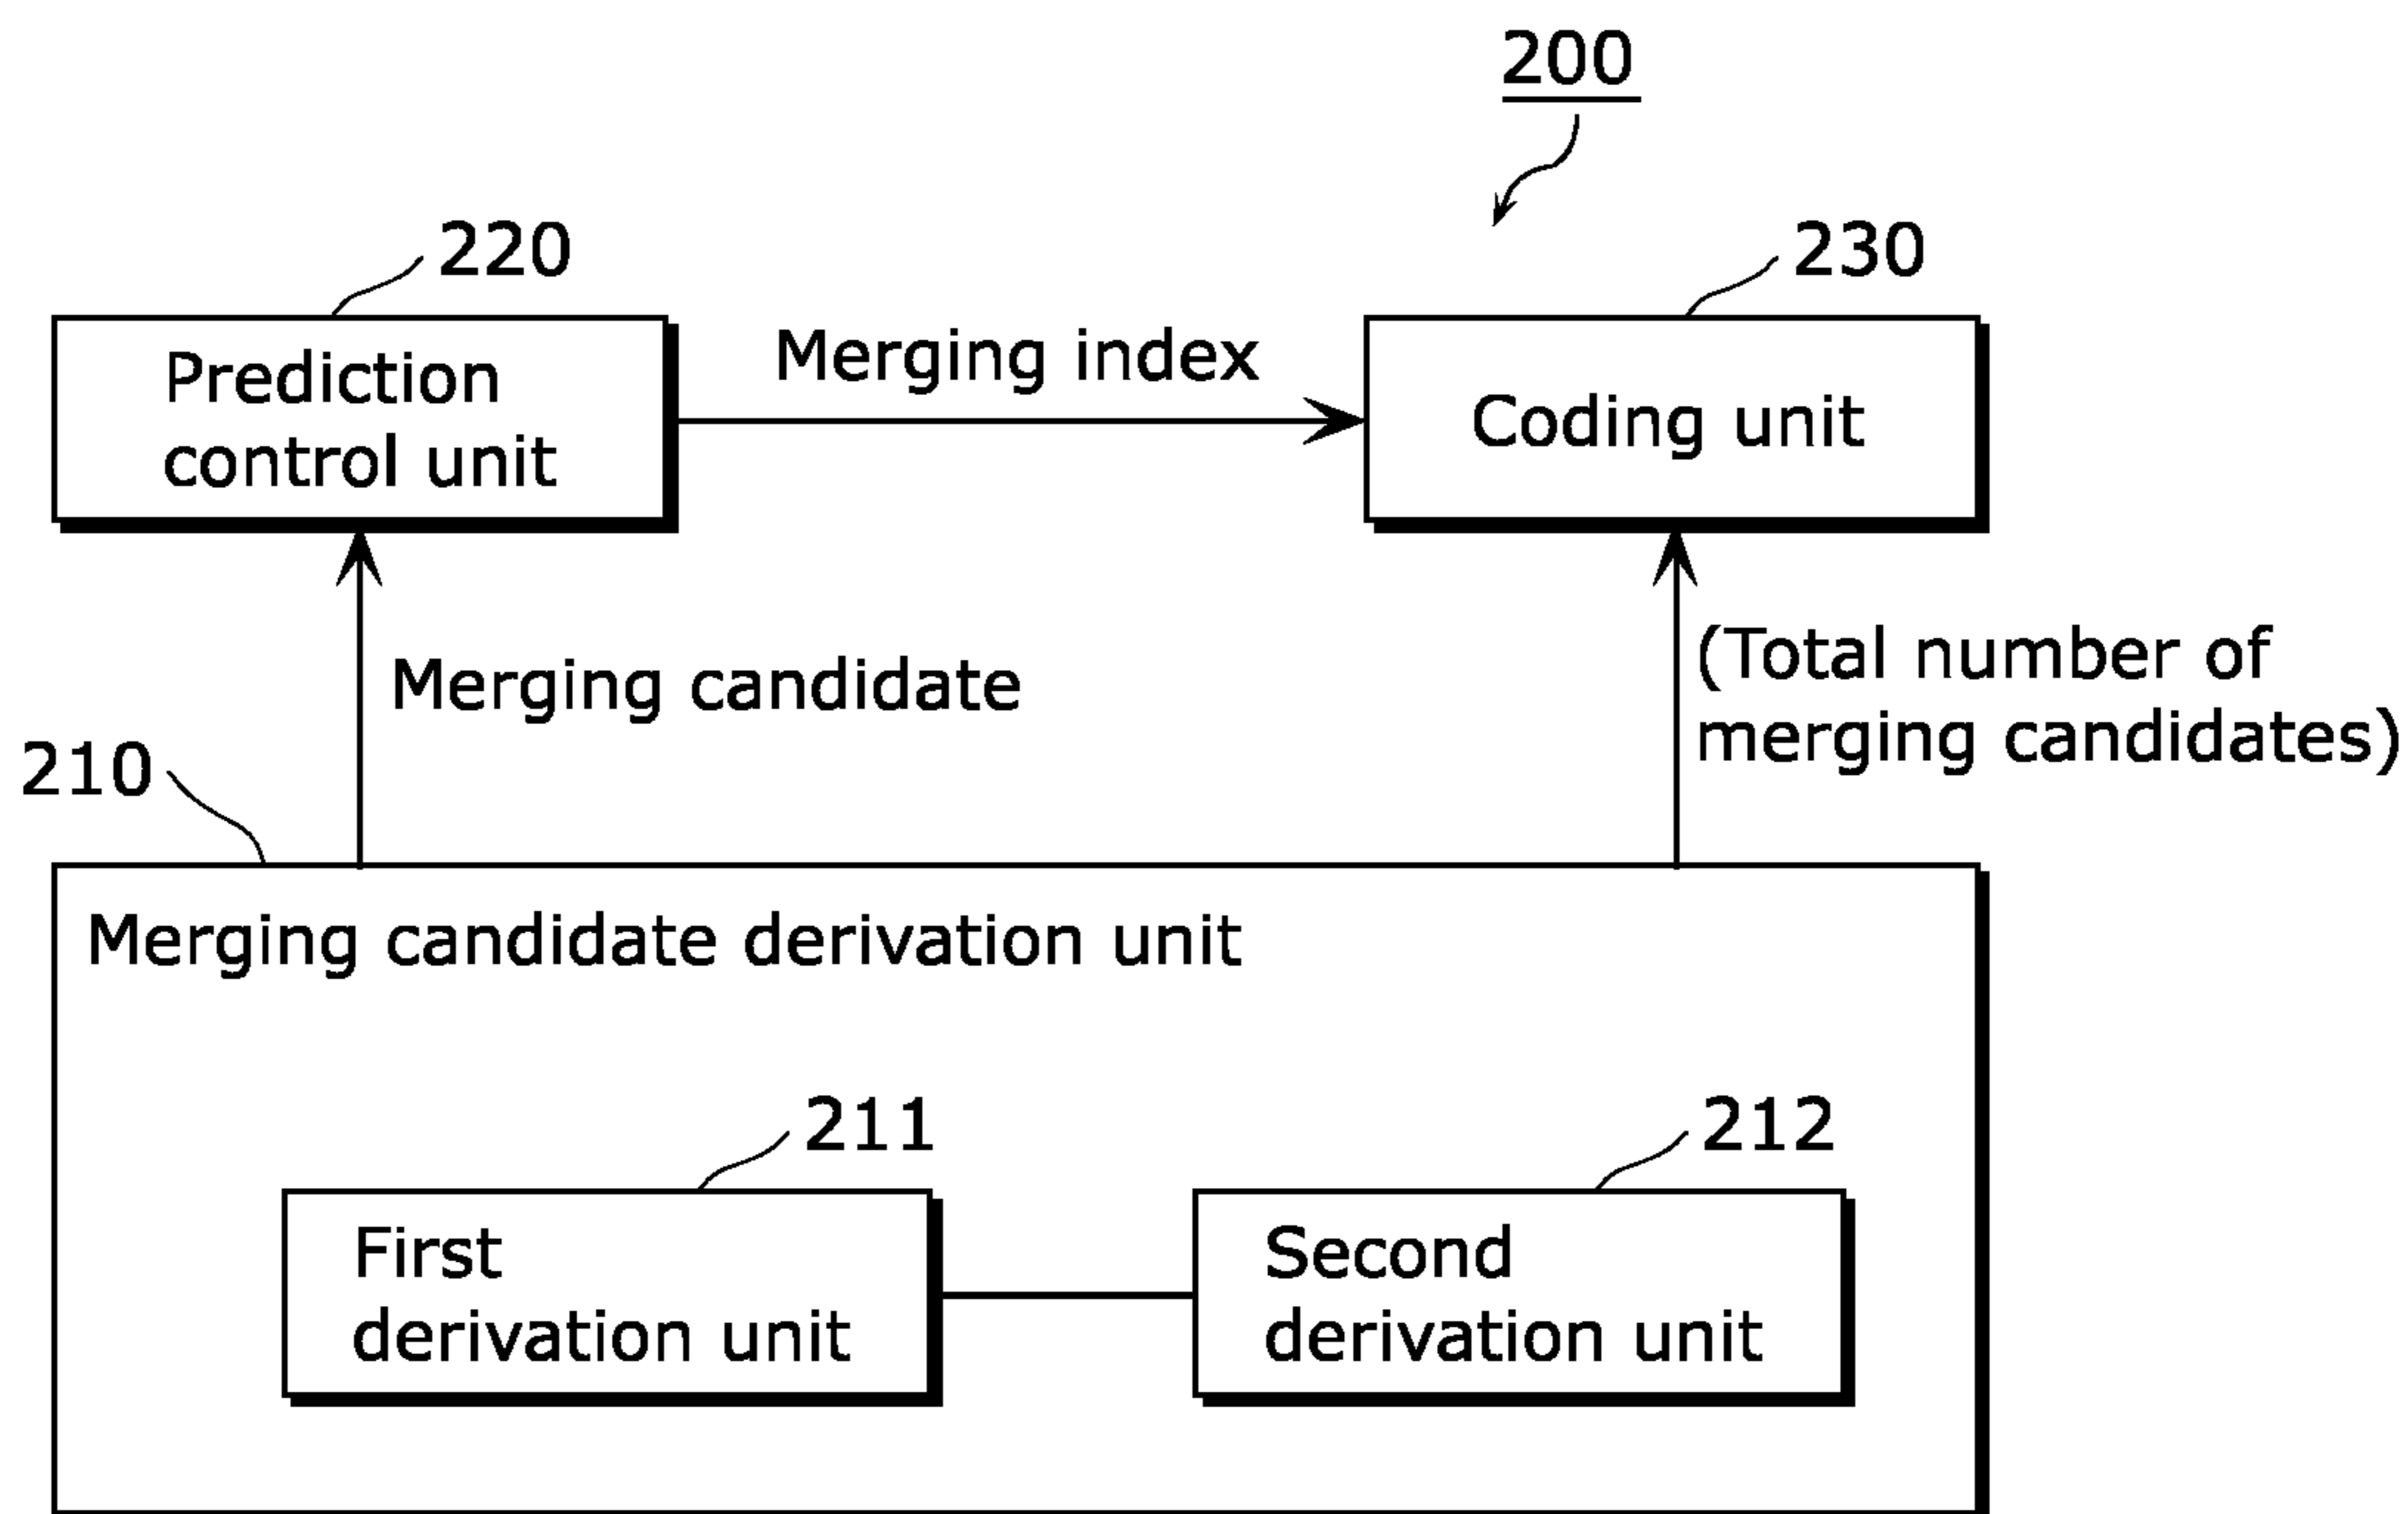 200
220
230
Prediction
control unit
Merging index
Coding unit
Merging candidate
(Total number of
merging candidates)
210
Merging candidate derivation unit
211
212
First
derivation unit
Second
derivation unit